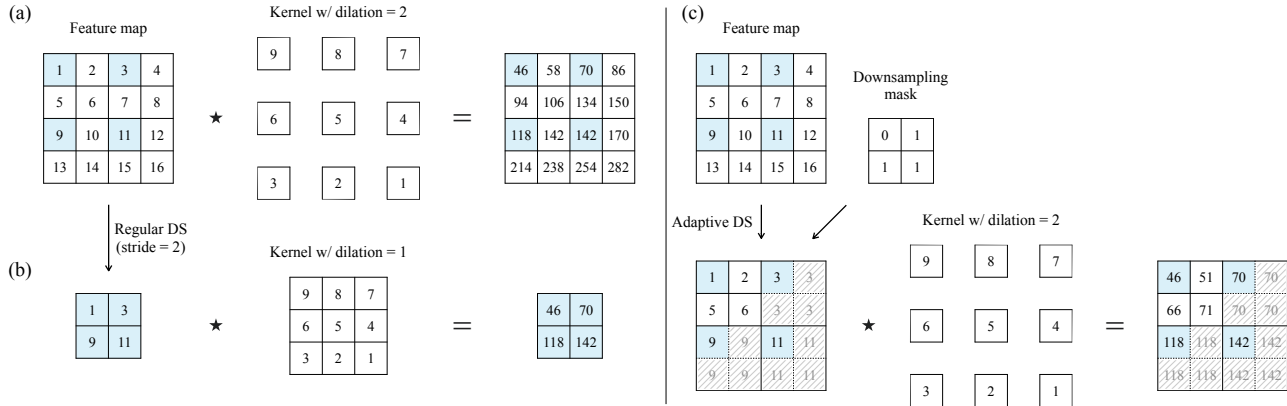 (a)
Kernel w/ dilation = 2
Feature map
9 8 7
1 2 3 4
5 6 7 8
9 10 11 12
13 14 15 16
★
6 5 4
3 2 1
=
46 58 70 86
94 106 134 150
118 142 142 170
214 238 254 282
Regular DS
(stride = 2)
(b)
Kernel w/ dilation = 1
1 3
9 11
★
9 8 7
6 5 4
3 2 1
=
46 70
118 142
(c)
Feature map
1 2 3 4
5 6 7 8
9 10 11 12
13 14 15 16
Downsampling
mask
0 1
1 1
Adaptive DS
Kernel w/ dilation = 2
1 2 3 3
5 6 3 3
9 9 11 11
9 9 11 11
★
9 8 7
6 5 4
3 2 1
=
46 51 70 70
66 71 70 70
118 118 142 142
118 118 142 142